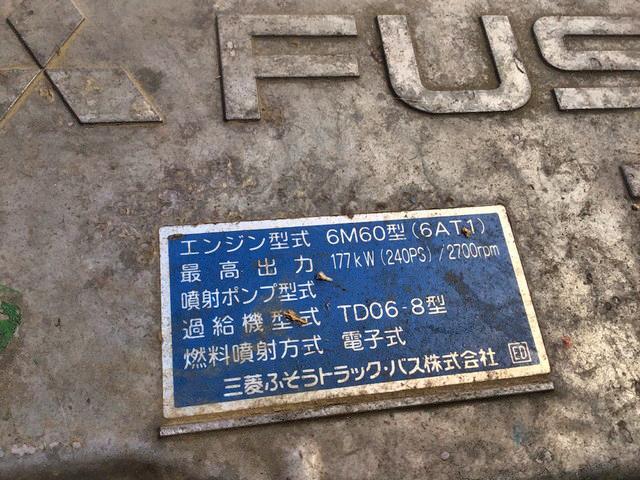 FUS
エンジン型式 6M60型(6AT1)
最高出力 177kW(240PS)/2700rpm
噴射ポンプ型式
過給機型式 TD06-8型
燃料噴射方式 電子式
三菱ふそうトラック・バス株式会社 ED